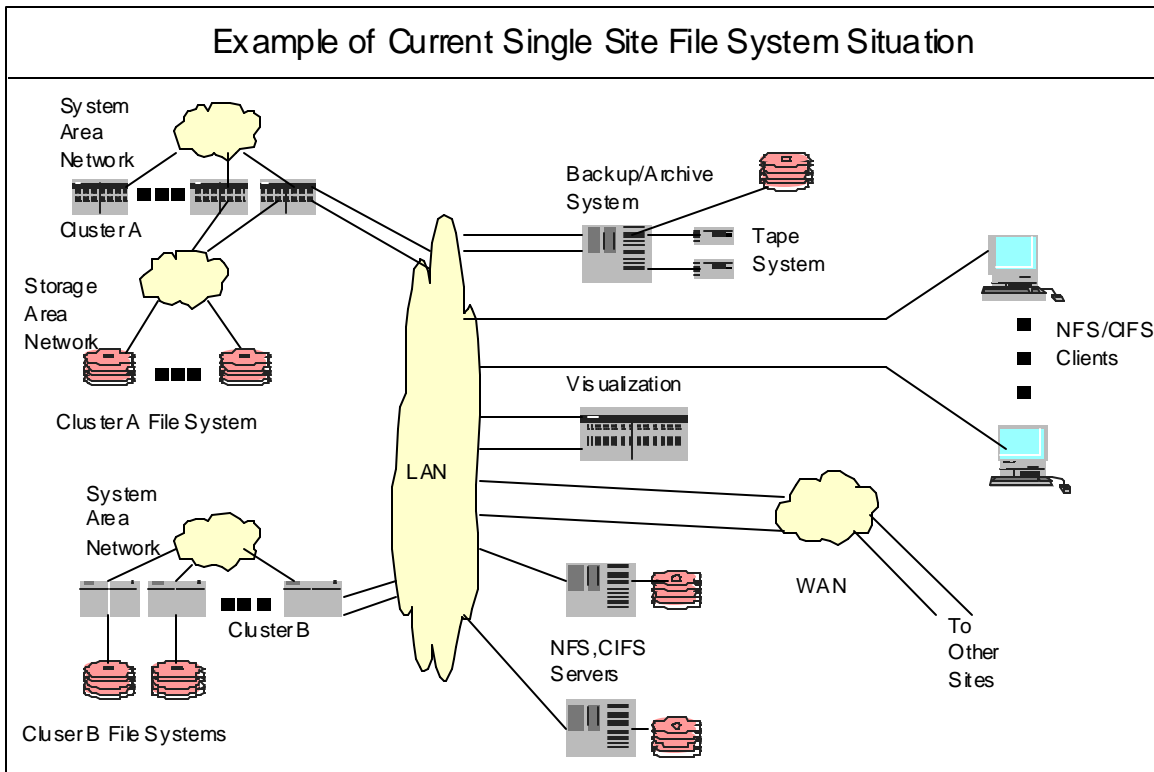 Example of Current Single Site File System Situation
System
Area
Network
Cluster A
Storage
Area
Network
Cluster A File System
System
Area
Network
Cluster B
Cluser B File Systems
LAN
Backup/Archive
System
Tape
System
Visualization
NFS/CIFS
Clients
WAN
To
Other
Sites
NFS,CIFS
Servers